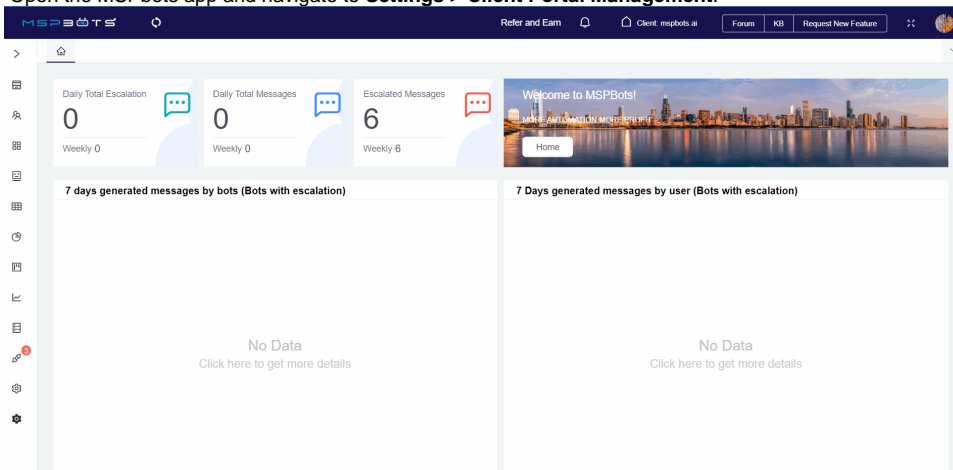 Open the MSPbots app and navigate to Settings > Client Portal Management.
MSPBOTS
Refer and Earn
Client: mspbots.ai
Forum
KB
Request New Feature
Daily Total Escalation
0
Weekly 0
Daily Total Messages
0
Weekly 0
Escalated Messages
6
Weekly 6
Welcome to MSPBots!
MORE AUTOMATION MORE PROFIT
Home
7 days generated messages by bots (Bots with escalation)
7 Days generated messages by user (Bots with escalation)
No Data
Click here to get more details
No Data
Click here to get more details
3